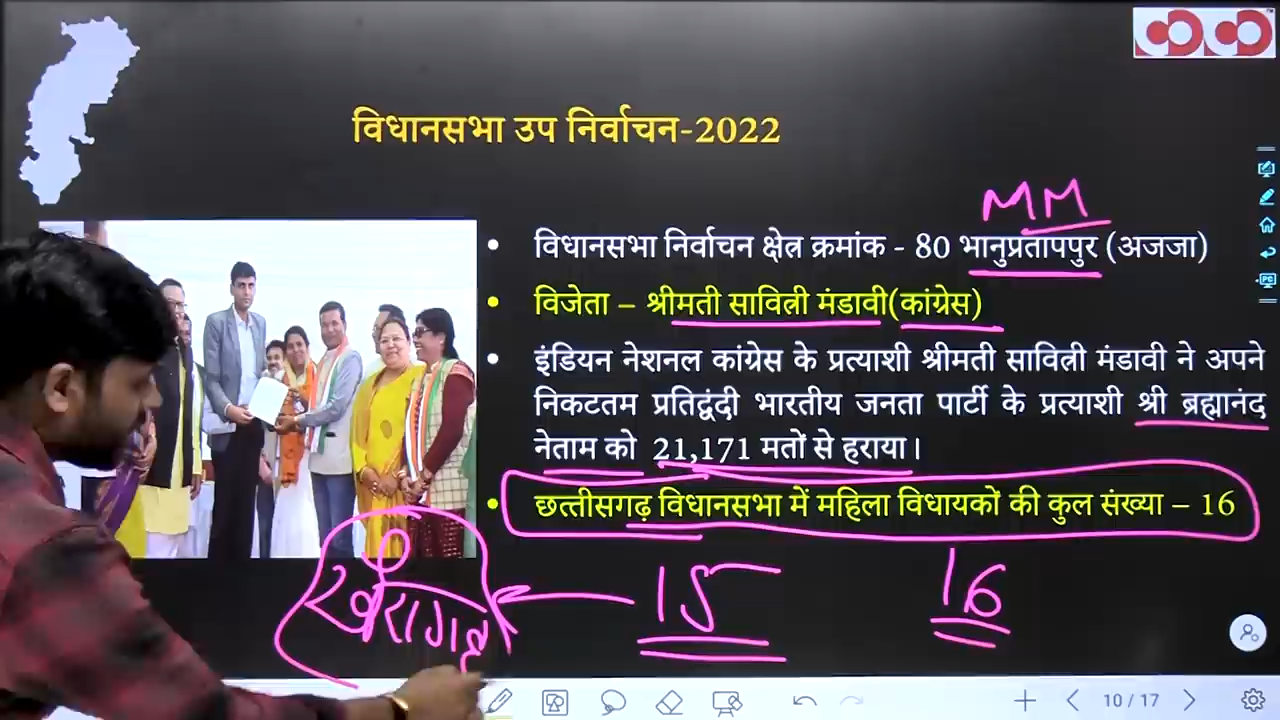 विधानसभा उप निर्वाचन-2022
MM
• विधानसभा निर्वाचन क्षेत्र क्रमांक - 80 भानुप्रतापपुर (अजजा)
• विजेता – श्रीमती सावित्री मंडावी(कांग्रेस)
• इंडियन नेशनल कांग्रेस के प्रत्याशी श्रीमती सावित्री मंडावी ने अपने
निकटतम प्रतिद्वंदी भारतीय जनता पार्टी के प्रत्याशी श्री ब्रह्मानंद
नेताम को 21,171 मतों से हराया।
• छत्तीसगढ़ विधानसभा में महिला विधायकों की कुल संख्या – 16
खैरागढ़ 15 16
10 / 17